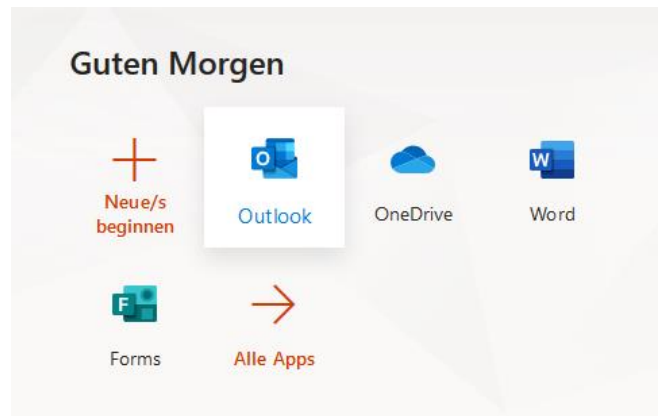 Guten Morgen
Neue/s
beginnen
Outlook
OneDrive
Word
Forms
Alle Apps